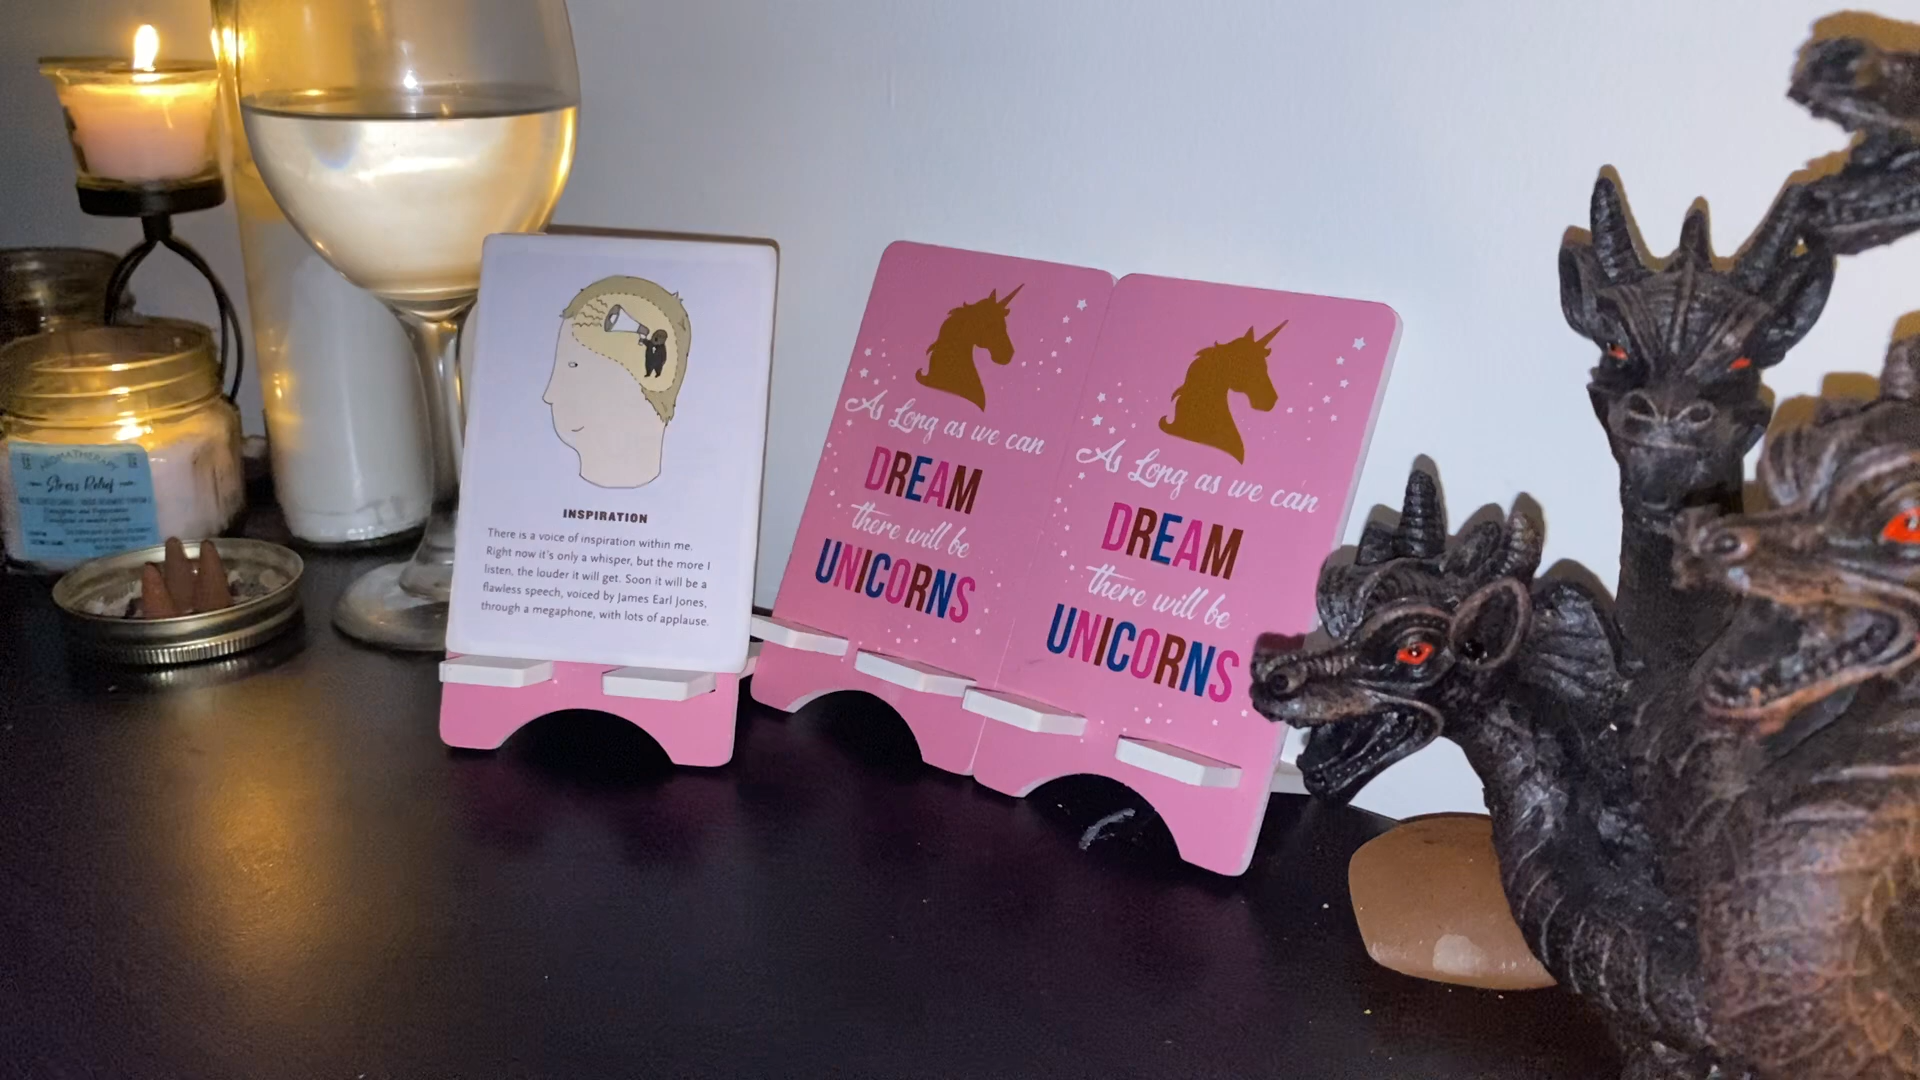 AROMATHERAPY
Stress Relief
INSPIRATION
There is a voice of inspiration within me.
Right now it's only a whisper, but the more I
listen, the louder it will get. Soon it will be a
flawless speech, voiced by James Earl Jones,
through a megaphone, with lots of applause.
As Long as we can
DREAM
there will be
UNICORNS
As Long as we can
DREAM
there will be
UNICORNS